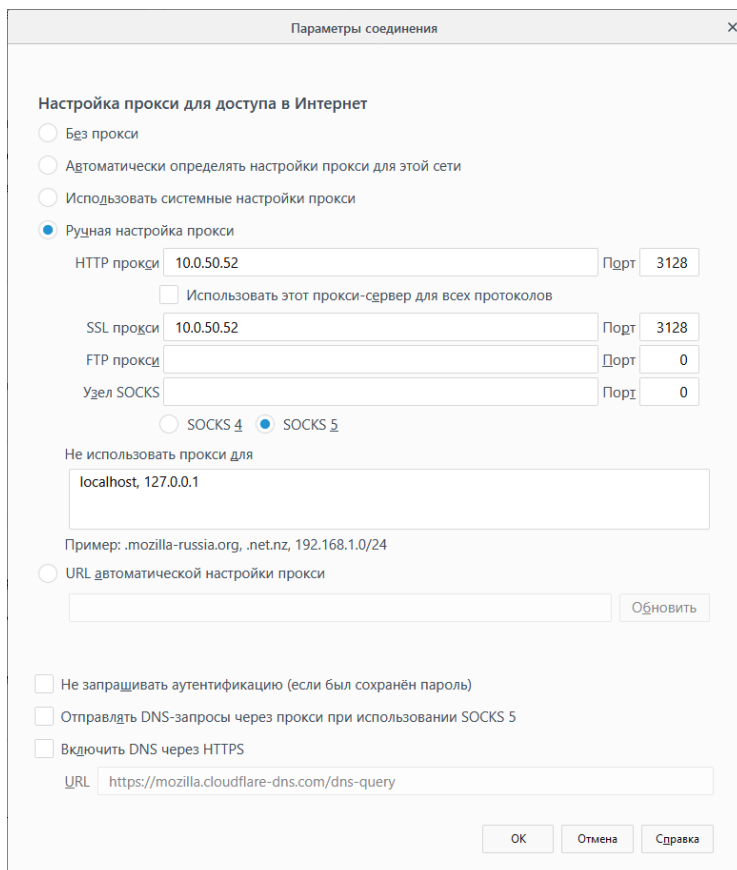 Параметры соединения
Настройка прокси для доступа в Интернет
Без прокси
Автоматически определять настройки прокси для этой сети
Использовать системные настройки прокси
Ручная настройка прокси
HTTP прокси 10.0.50.52 Порт 3128
Использовать этот прокси-сервер для всех протоколов
SSL прокси 10.0.50.52 Порт 3128
FTP прокси Порт 0
Узел SOCKS Порт 0
SOCKS 4 SOCKS 5
Не использовать прокси для
localhost, 127.0.0.1
Пример: .mozilla-russia.org, .net.nz, 192.168.1.0/24
URL автоматической настройки прокси
Обновить
Не запрашивать аутентификацию (если был сохранён пароль)
Отправлять DNS-запросы через прокси при использовании SOCKS 5
Включить DNS через HTTPS
URL https://mozilla.cloudflare-dns.com/dns-query
ОК Отмена Справка